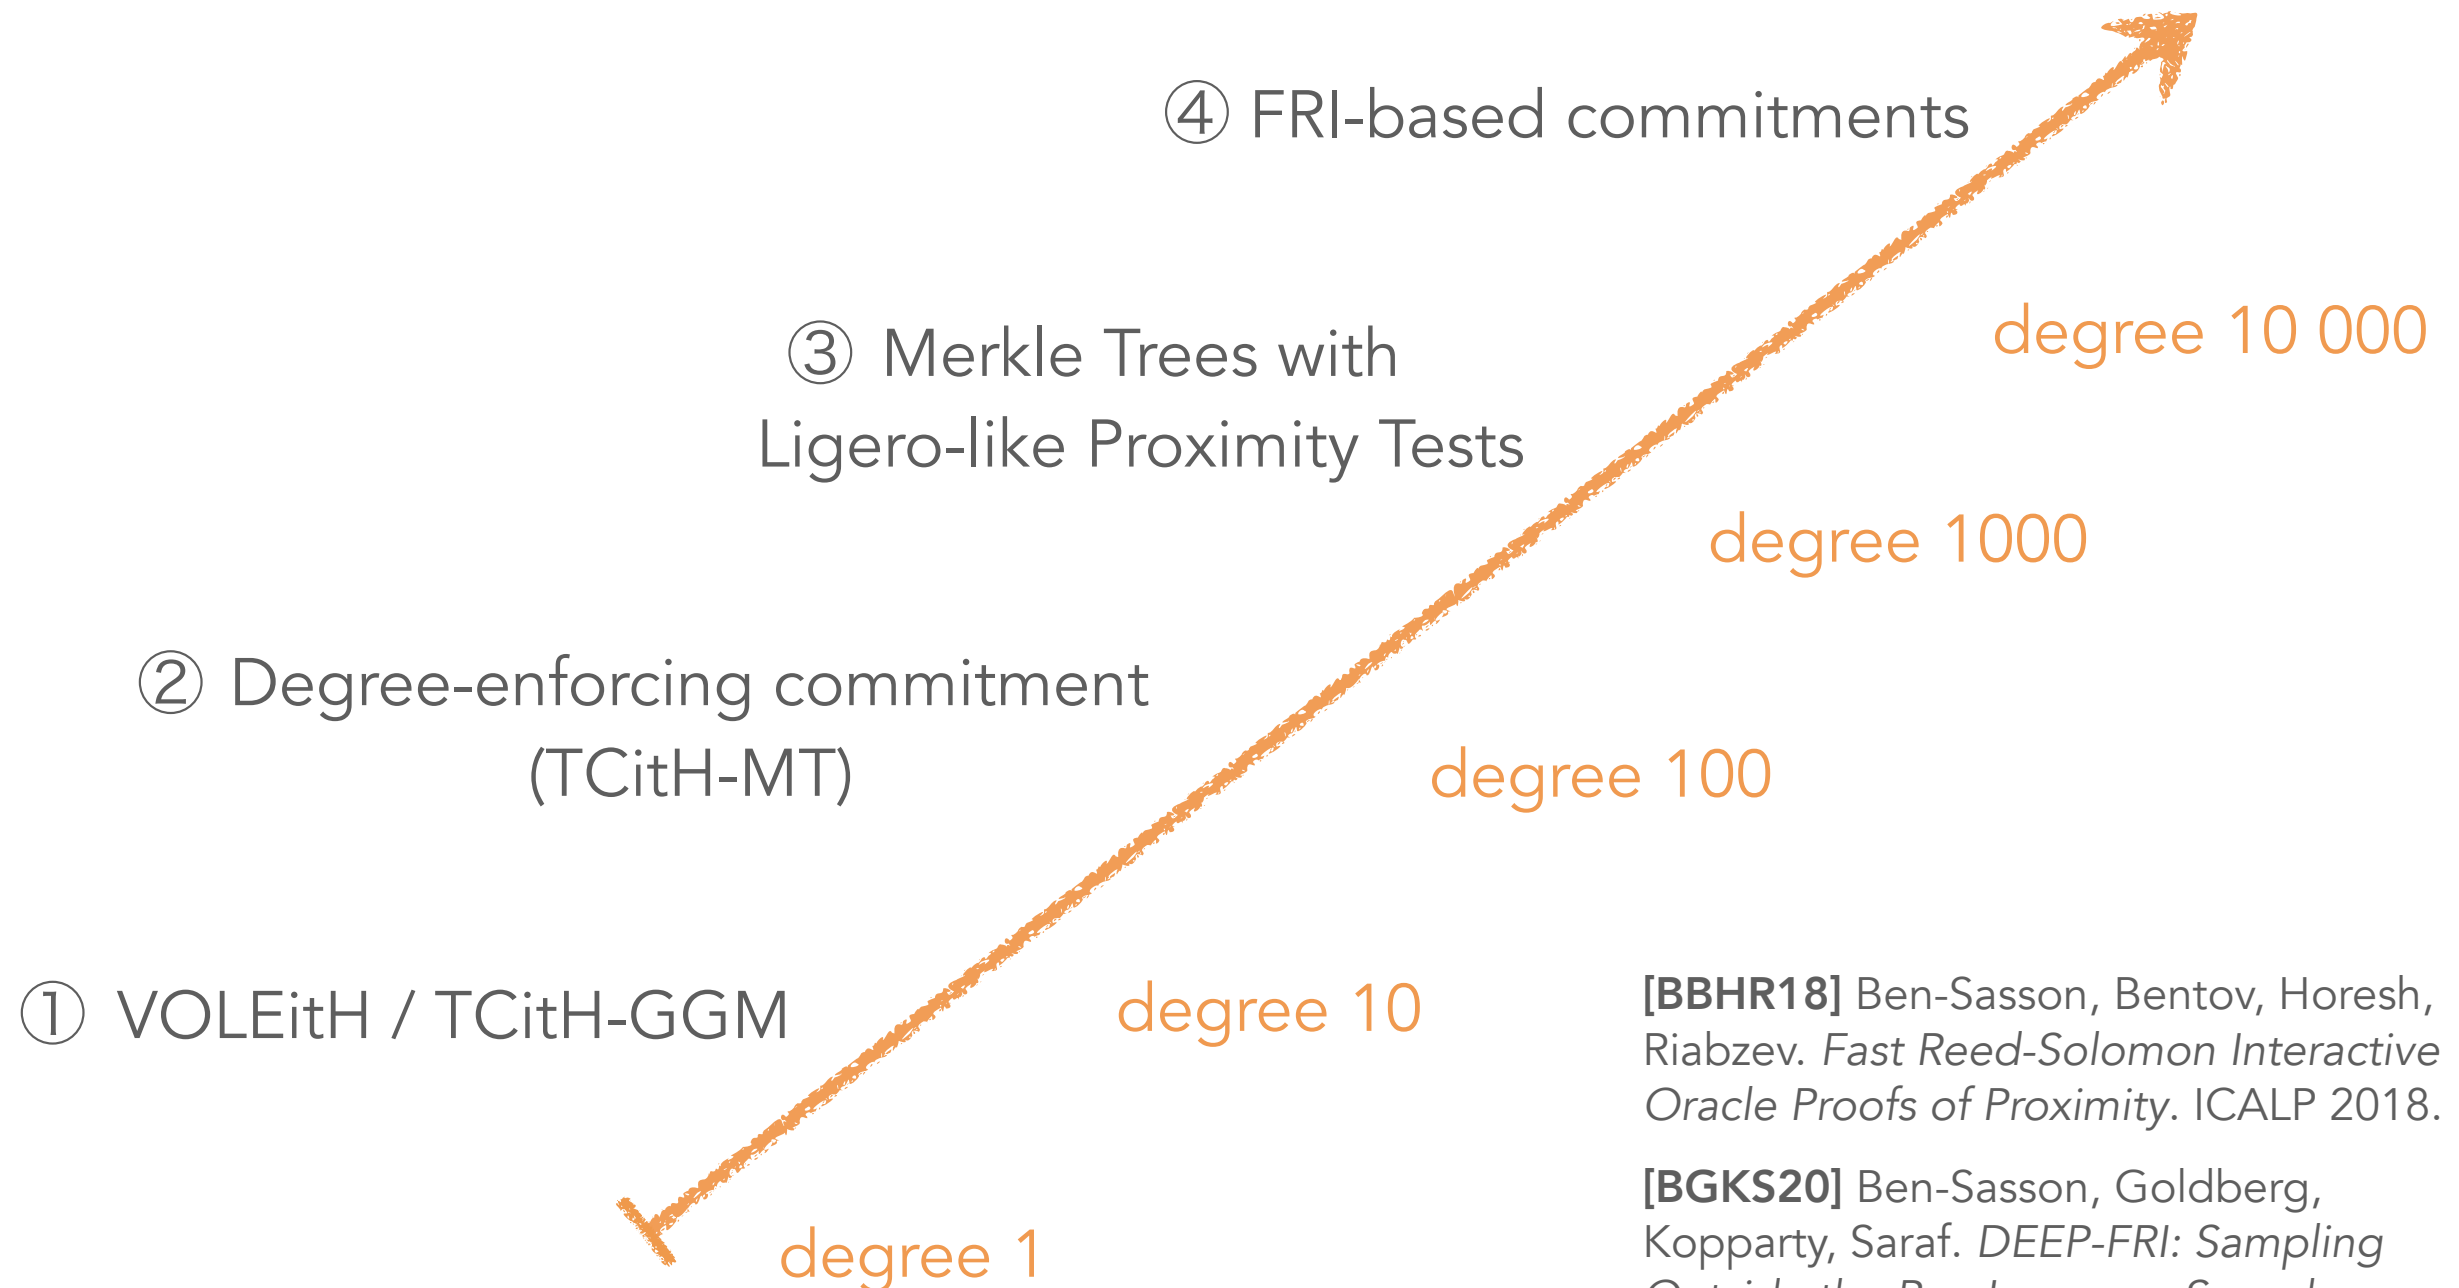 ④ FRI-based commitments
degree 10 000
③ Merkle Trees with
Ligero-like Proximity Tests
degree 1000
② Degree-enforcing commitment
(TCitH-MT)
degree 100
① VOLEitH / TCitH-GGM
degree 10
degree 1
[BBHR18] Ben-Sasson, Bentov, Horesh,
Riabzev. Fast Reed-Solomon Interactive
Oracle Proofs of Proximity. ICALP 2018.
[BGKS20] Ben-Sasson, Goldberg,
Kopparty, Saraf. DEEP-FRI: Sampling